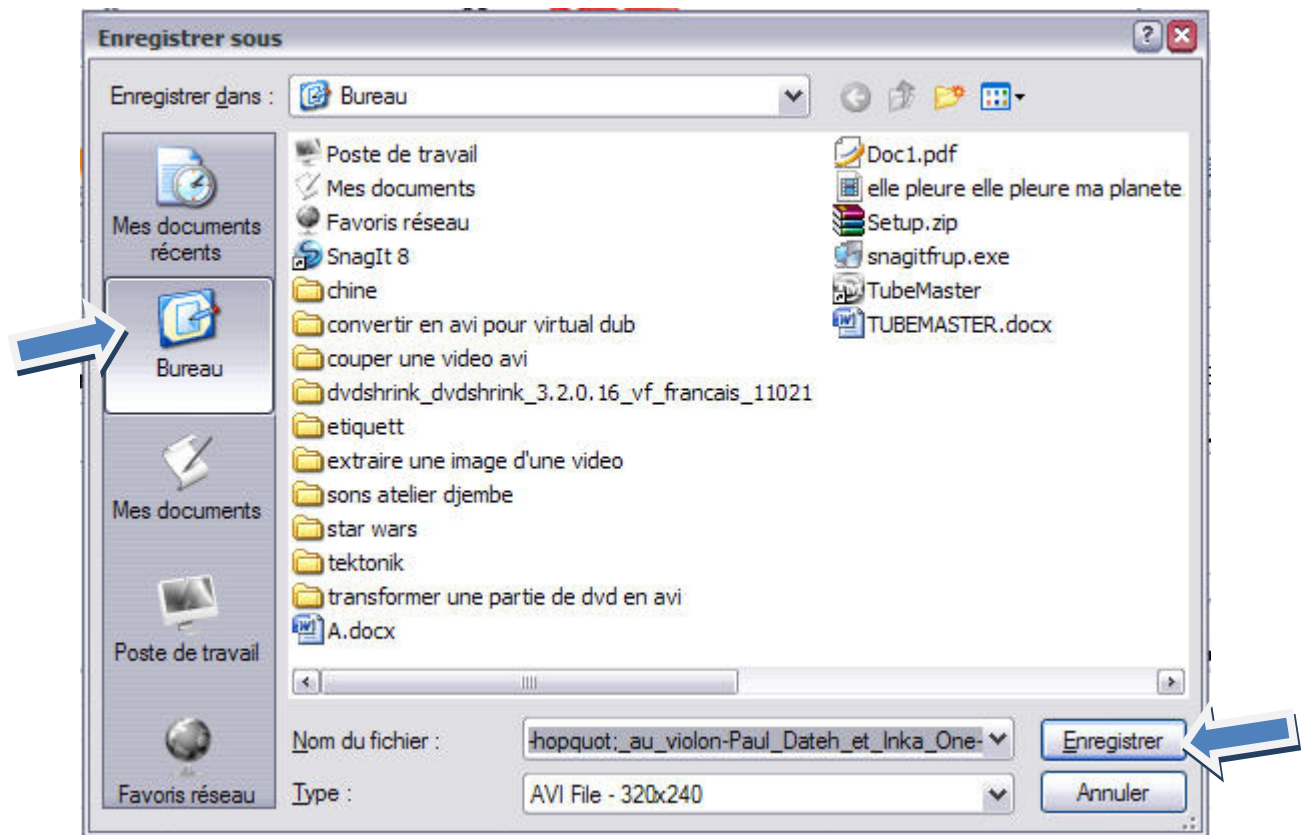 Enregistrer sous
Enregistrer dans :
Bureau
Mes documents
récents
Bureau
Mes documents
Poste de travail
Favoris réseau
Poste de travail
Mes documents
Favoris réseau
SnagIt 8
chine
convertir en avi pour virtual dub
couper une video avi
dvdshrink_dvdshrink_3.2.0.16_vf_francais_11021
etiquett
extraire une image d'une video
sons atelier djembe
star wars
tektonik
transformer une partie de dvd en avi
A.docx
Doc1.pdf
elle pleure elle pleure ma planete
Setup.zip
snagitfrup.exe
TubeMaster
TUBEMASTER.docx
Nom du fichier :
-hopquot;_au_violon-Paul_Dateh_et_Inka_One-
Enregistrer
Type :
AVI File - 320x240
Annuler